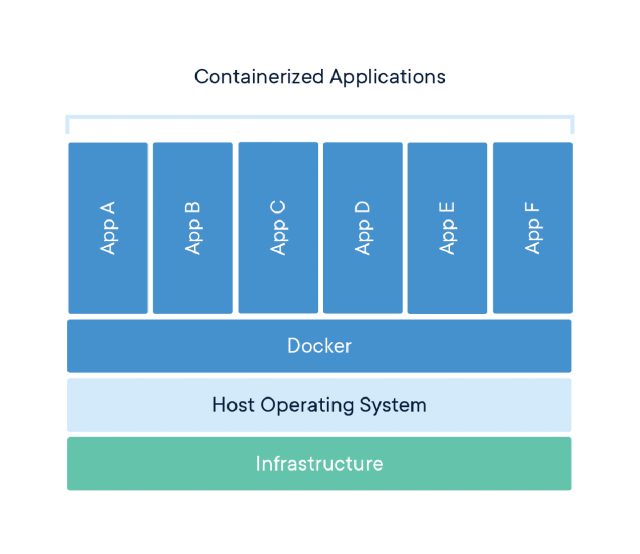 Containerized Applications
App A
App B
App C
App D
App E
App F
Docker
Host Operating System
Infrastructure